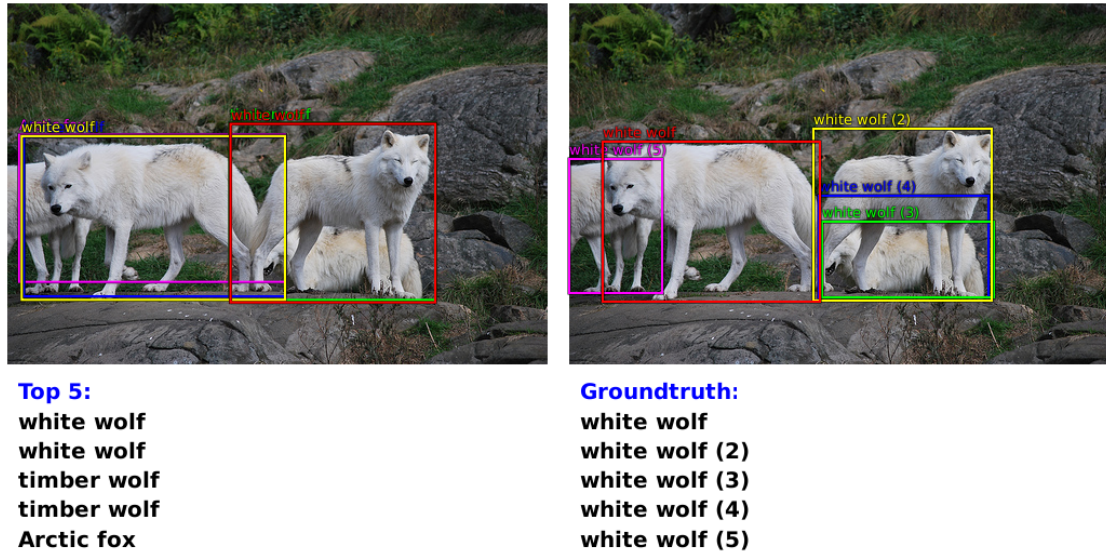 white wolf
white wolf
white wolf (2)
white wolf (5)
white wolf (4)
white wolf (3)
Top 5:
white wolf
white wolf
timber wolf
timber wolf
Arctic fox
Groundtruth:
white wolf
white wolf (2)
white wolf (3)
white wolf (4)
white wolf (5)